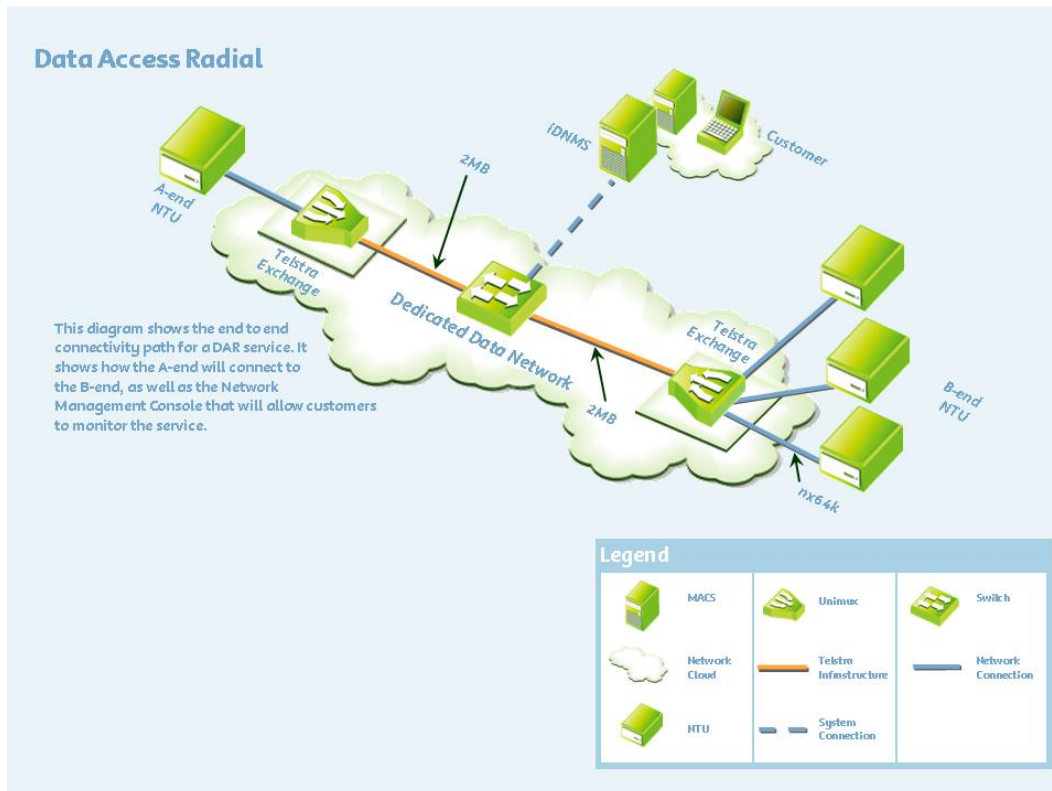 Data Access Radial
iDNMS
Customer
2MB
A-end
NTU
Telstra
Exchange
Dedicated Data Network
Telstra
Exchange
This diagram shows the end to end
connectivity path for a DAR service. It
shows how the A-end will connect to
the B-end, as well as the Network
Management Console that will allow customers
to monitor the service.
2MB
B-end
NTU
nx64k
Legend
MACS
Unimux
Switch
Network
Cloud
Telstra
Infrastructure
Network
Connection
NTU
System
Connection